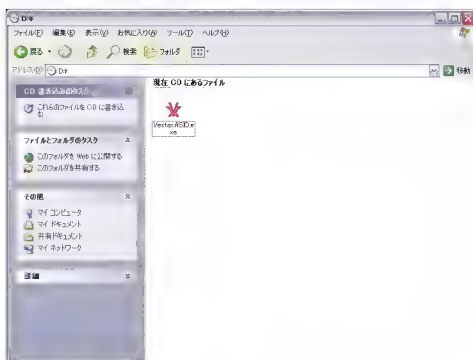 D:¥
ファイル(F) 編集(E) 表示(V) お気に入り(A) ツール(T) ヘルプ(H)
戻る 検索 フォルダ
アドレス(D) D:¥ 移動
CD 書き込みのタスク
これらのファイルを CD に書き込む
ファイルとフォルダのタスク
このフォルダを Web に公開する
このフォルダを共有する
その他
マイ コンピュータ
マイ ドキュメント
共有ドキュメント
マイ ネットワーク
詳細
現在 CD にあるファイル
VestaxASIO.e
xe